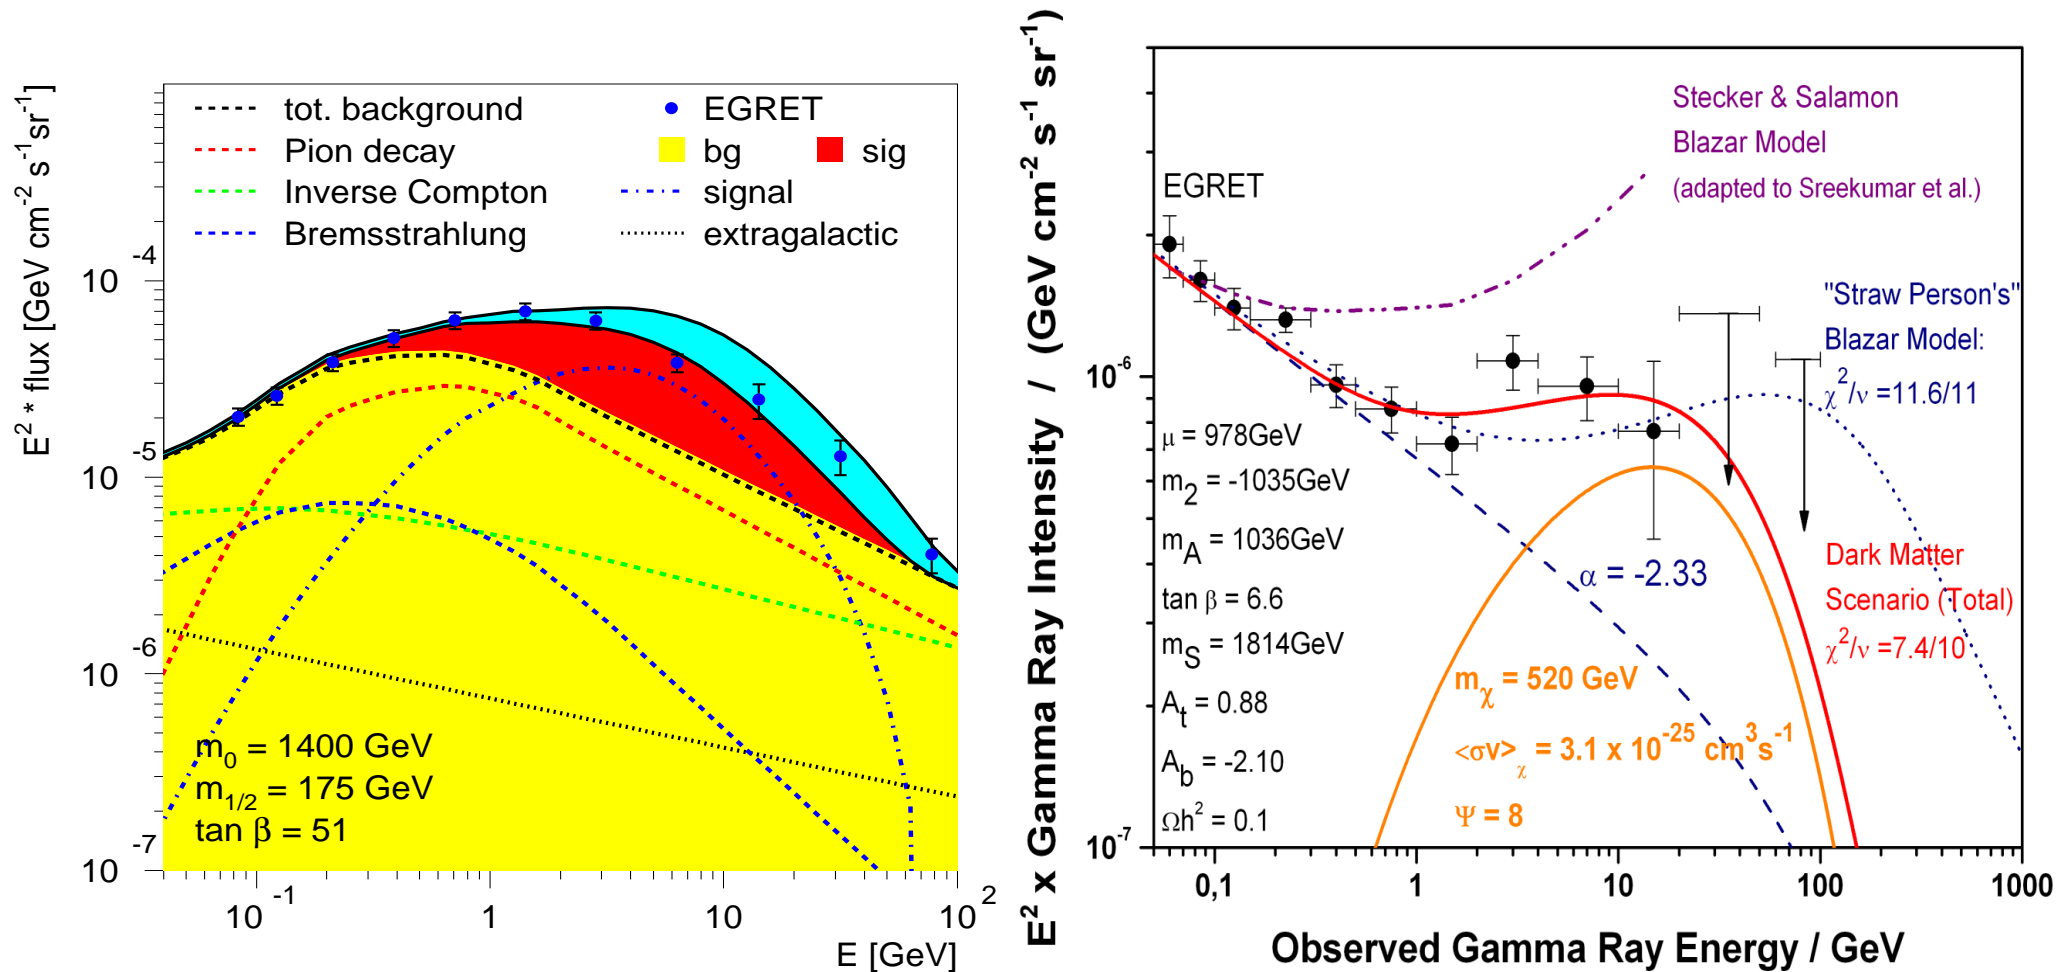 tot. background
Pion decay
Inverse Compton
Bremsstrahlung
EGRET
bg sig
signal
extragalactic
E² * flux [GeV cm⁻² s⁻¹sr⁻¹]
10⁻⁴
10⁻⁵
10⁻⁶
10⁻⁷
m₀ = 1400 GeV
m₁/₂ = 175 GeV
tan β = 51
10⁻¹ 1 10 10²
E [GeV]
E² x Gamma Ray Intensity / (GeV cm⁻² s⁻¹ sr⁻¹)
10⁻⁶
10⁻⁷
EGRET
Stecker & Salamon
Blazar Model
(adapted to Sreekumar et al.)
"Straw Person's"
Blazar Model:
χ²/ν =11.6/11
μ = 978GeV
m₂ = -1035GeV
m_A = 1036GeV
tan β = 6.6
m_S = 1814GeV
A_t = 0.88
A_b = -2.10
Ωh² = 0.1
α = -2.33
Dark Matter
Scenario (Total)
χ²/ν =7.4/10
m_χ = 520 GeV
<σv>_χ = 3.1 x 10⁻²⁵ cm³s⁻¹
Ψ = 8
0,1 1 10 100 1000
Observed Gamma Ray Energy / GeV